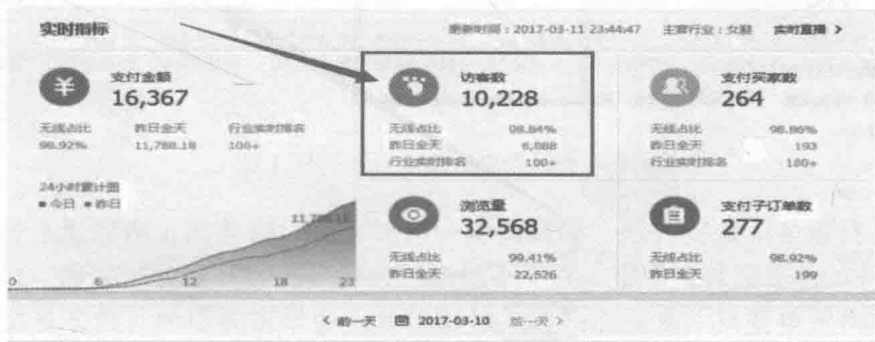 实时指标
更新时间：2017-03-11 23:44:47 主营行业：女鞋 实时直播 >
支付金额
16,367
无线占比 昨日全天 行业实时排名
98.92% 11,788.18 100+
访客数
10,228
无线占比 98.84%
昨日全天 6,888
行业实时排名 100+
支付买家数
264
无线占比 98.86%
昨日全天 193
行业实时排名 100+
24小时累计图
今日 昨日
0 6 12 18 23
浏览量
32,568
无线占比 99.41%
昨日全天 22,526
支付子订单数
277
无线占比 98.92%
昨日全天 199
< 前一天 2017-03-10 后一天 >